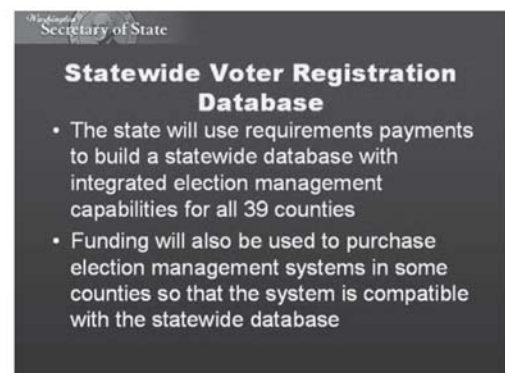 Washington
Secretary of State
Statewide Voter Registration
Database
• The state will use requirements payments
to build a statewide database with
integrated election management
capabilities for all 39 counties
• Funding will also be used to purchase
election management systems in some
counties so that the system is compatible
with the statewide database